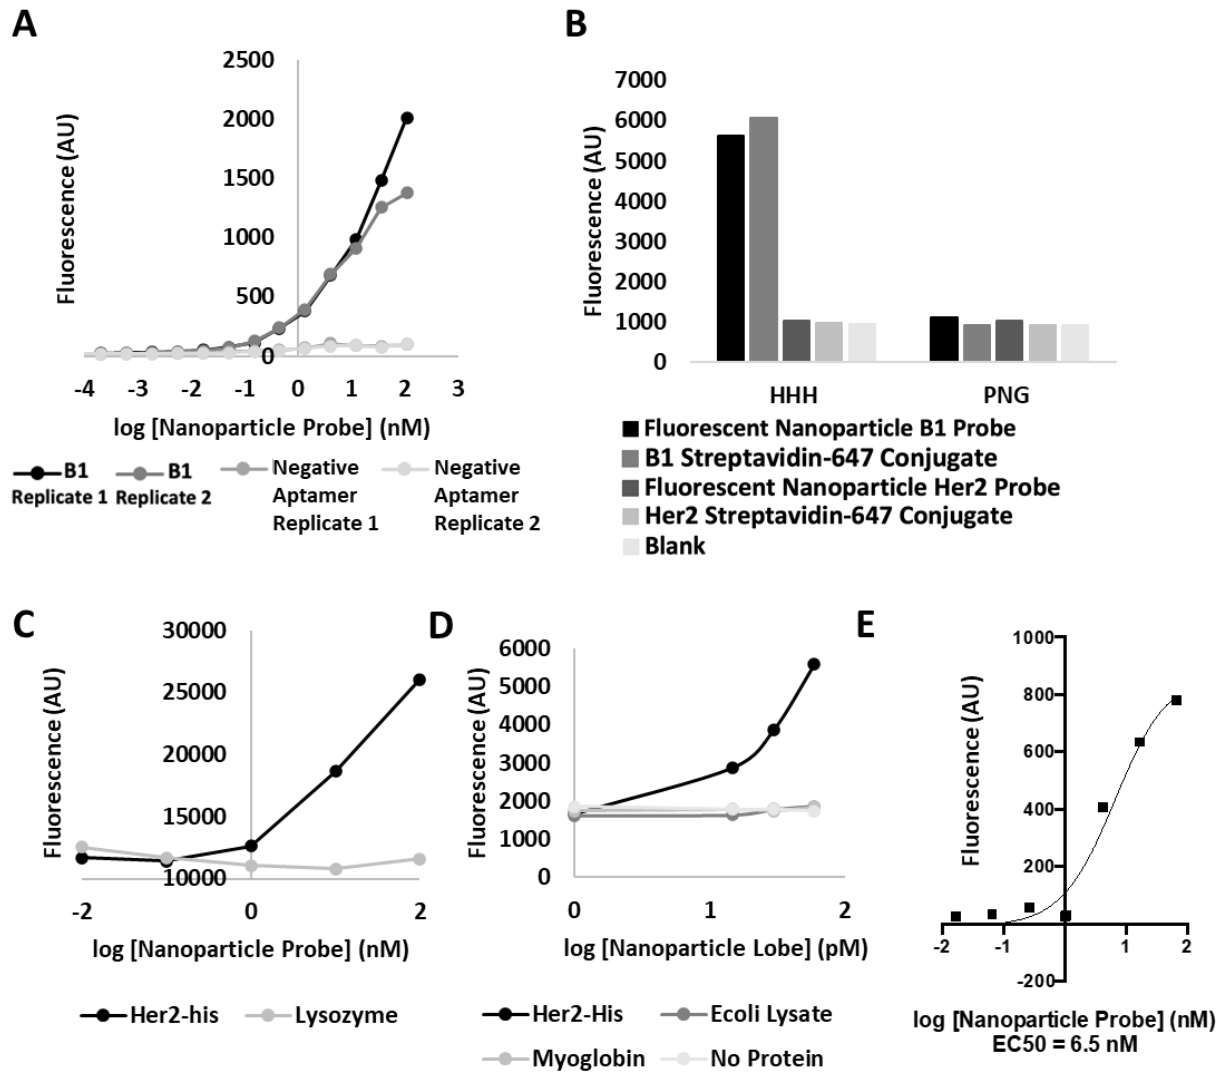 A
2500
2000
1500
1000
500
0
Fluorescence (AU)
-4 -3 -2 -1 0 1 2 3
log [Nanoparticle Probe] (nM)
B1
Replicate 1
B1
Replicate 2
Negative
Aptamer
Replicate 1
Negative
Aptamer
Replicate 2
B
7000
6000
5000
4000
3000
2000
1000
0
Fluorescence (AU)
HHH PNG
Fluorescent Nanoparticle B1 Probe
B1 Streptavidin-647 Conjugate
Fluorescent Nanoparticle Her2 Probe
Her2 Streptavidin-647 Conjugate
Blank
C
30000
25000
20000
15000
10000
Fluorescence (AU)
-2 0 2
log [Nanoparticle Probe] (nM)
Her2-his Lysozyme
D
6000
5000
4000
3000
2000
1000
0
Fluorescence (AU)
0 1 2
log [Nanoparticle Lobe] (pM)
Her2-His Ecoli Lysate
Myoglobin No Protein
E
1000
800
600
400
200
-200
Fluorescence (AU)
-2 -1 1 2
log [Nanoparticle Probe] (nM)
EC50 = 6.5 nM